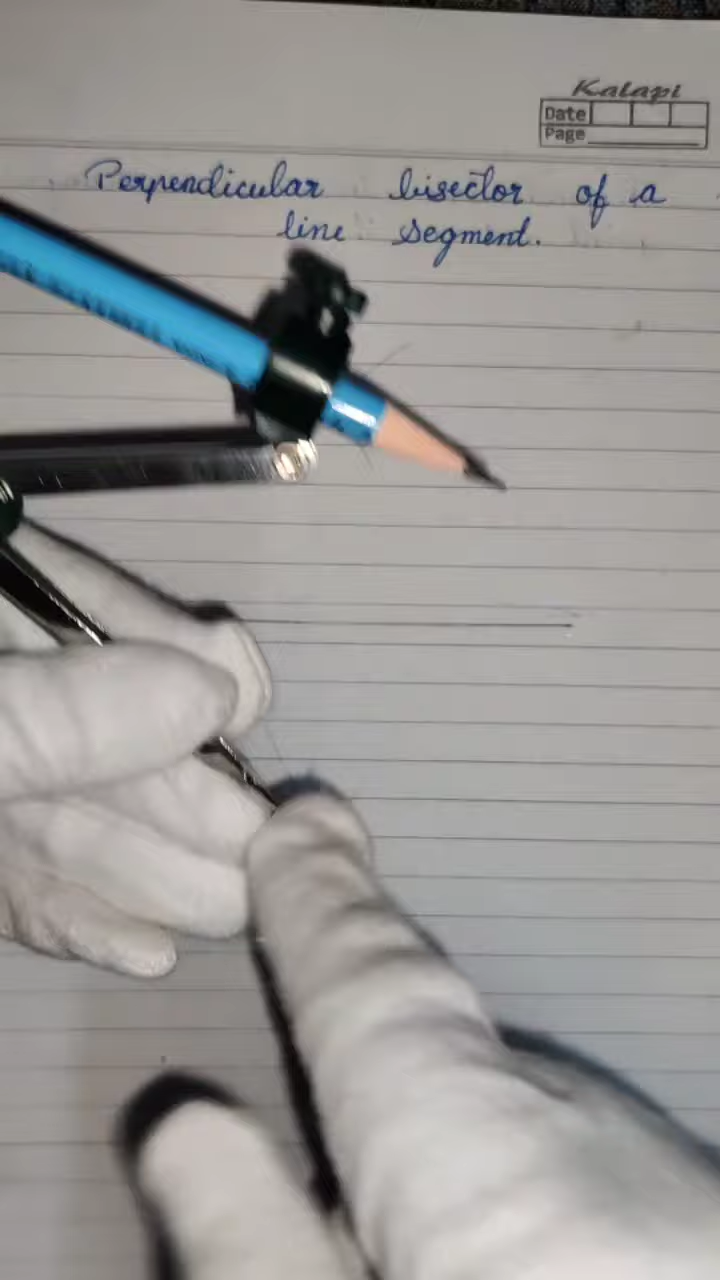 Kalapi
Date
Page
Perpendicular bisector of a
line segment.